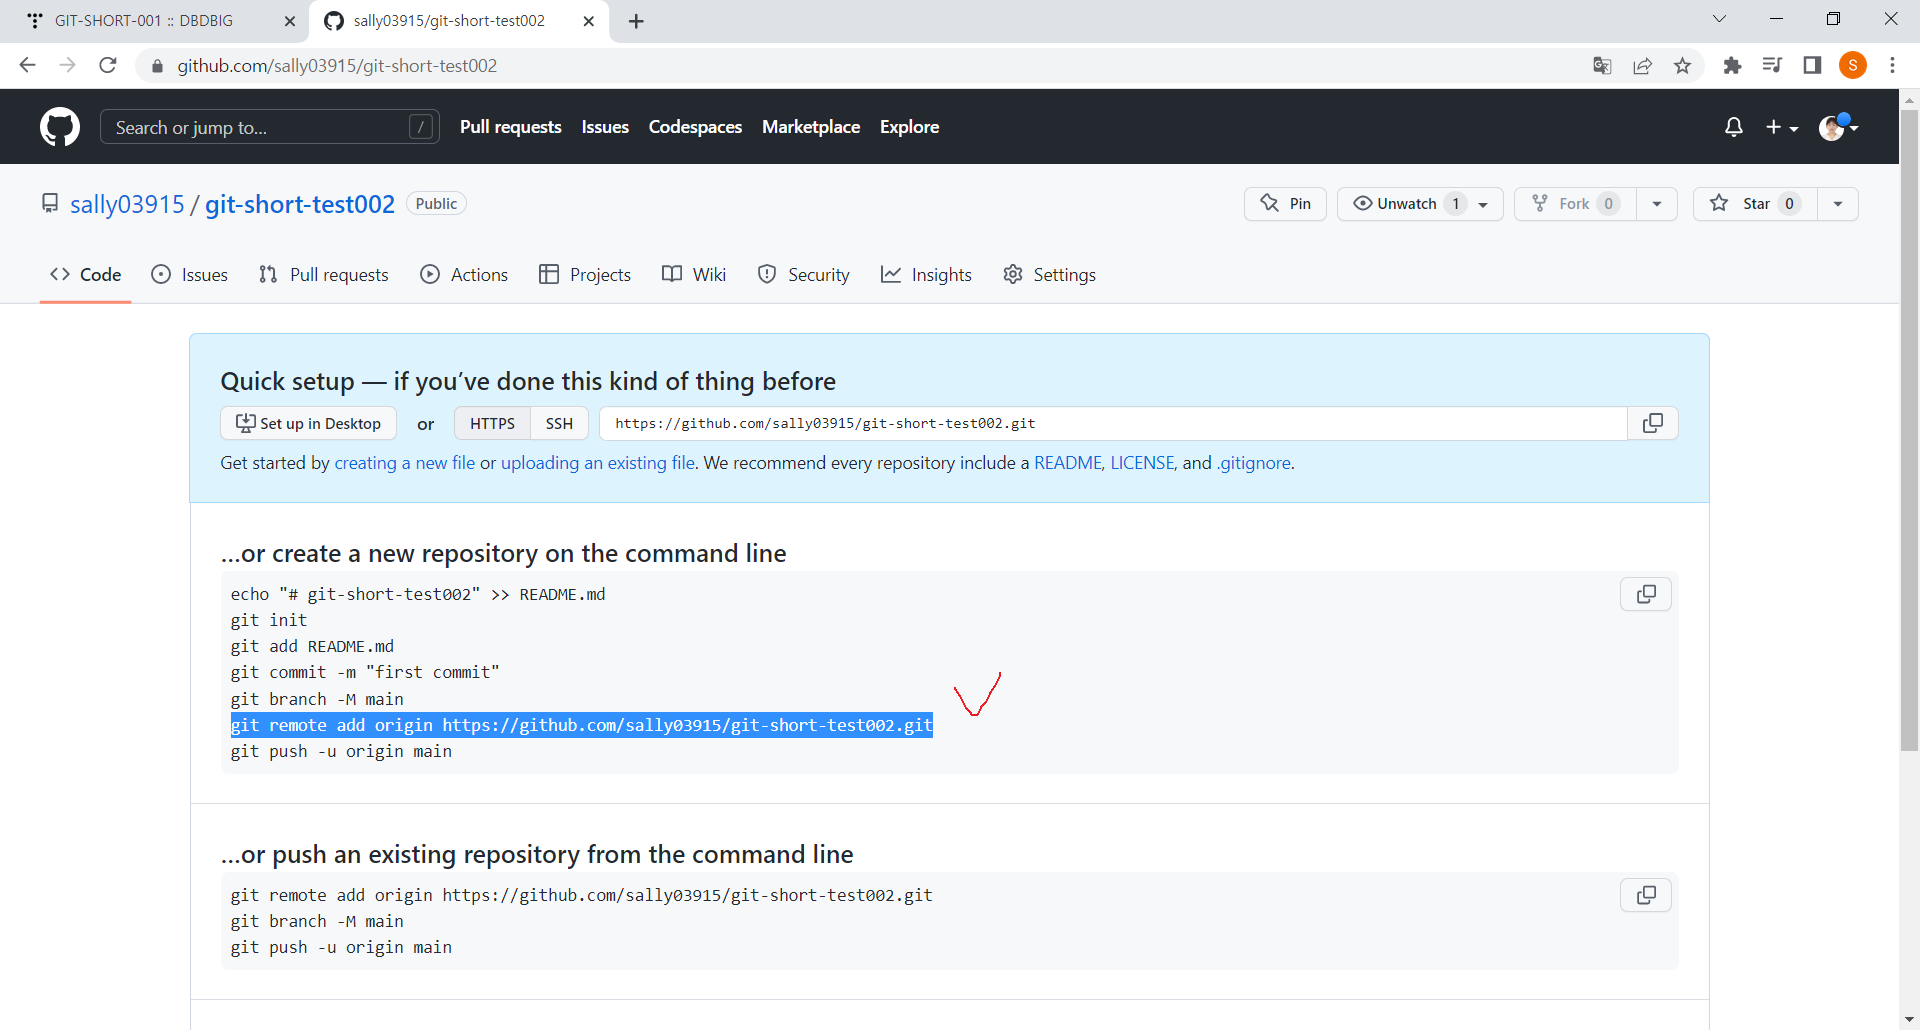 GIT-SHORT-001 :: DBDBIG
sally03915/git-short-test002
github.com/sally03915/git-short-test002
S
Search or jump to...
/
Pull requests
Issues
Codespaces
Marketplace
Explore
sally03915 / git-short-test002
Public
Pin
Unwatch 1
Fork 0
Star 0
Code
Issues
Pull requests
Actions
Projects
Wiki
Security
Insights
Settings
Quick setup — if you’ve done this kind of thing before
Set up in Desktop
or
HTTPS
SSH
https://github.com/sally03915/git-short-test002.git
Get started by creating a new file or uploading an existing file. We recommend every repository include a README, LICENSE, and .gitignore.
…or create a new repository on the command line
echo "# git-short-test002" >> README.md
git init
git add README.md
git commit -m "first commit"
git branch -M main
git remote add origin https://github.com/sally03915/git-short-test002.git
git push -u origin main
…or push an existing repository from the command line
git remote add origin https://github.com/sally03915/git-short-test002.git
git branch -M main
git push -u origin main